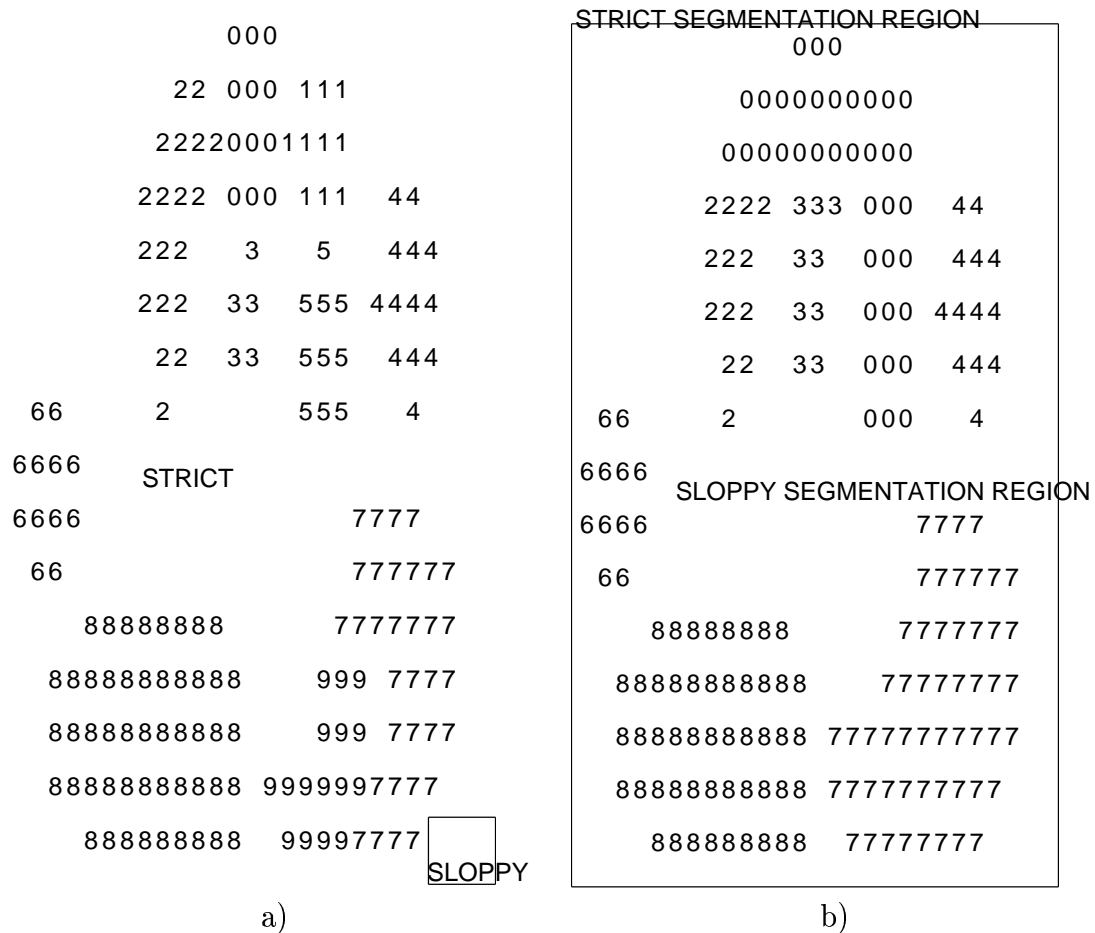 000
22 000 111
22220001111
2222 000 111 44
222 3 5 444
222 33 555 4444
22 33 555 444
66 2 555 4
6666 STRICT
6666 7777
66 777777
88888888 7777777
88888888888 999 7777
88888888888 999 7777
88888888888 9999997777
888888888 99997777
SLOPPY
a)
STRICT SEGMENTATION REGION
000
0000000000
00000000000
2222 333 000 44
222 33 000 444
222 33 000 4444
22 33 000 444
66 2 000 4
6666 SLOPPY SEGMENTATION REGION
6666 7777
66 777777
88888888 7777777
88888888888 77777777
88888888888 77777777777
88888888888 7777777777
888888888 77777777
b)